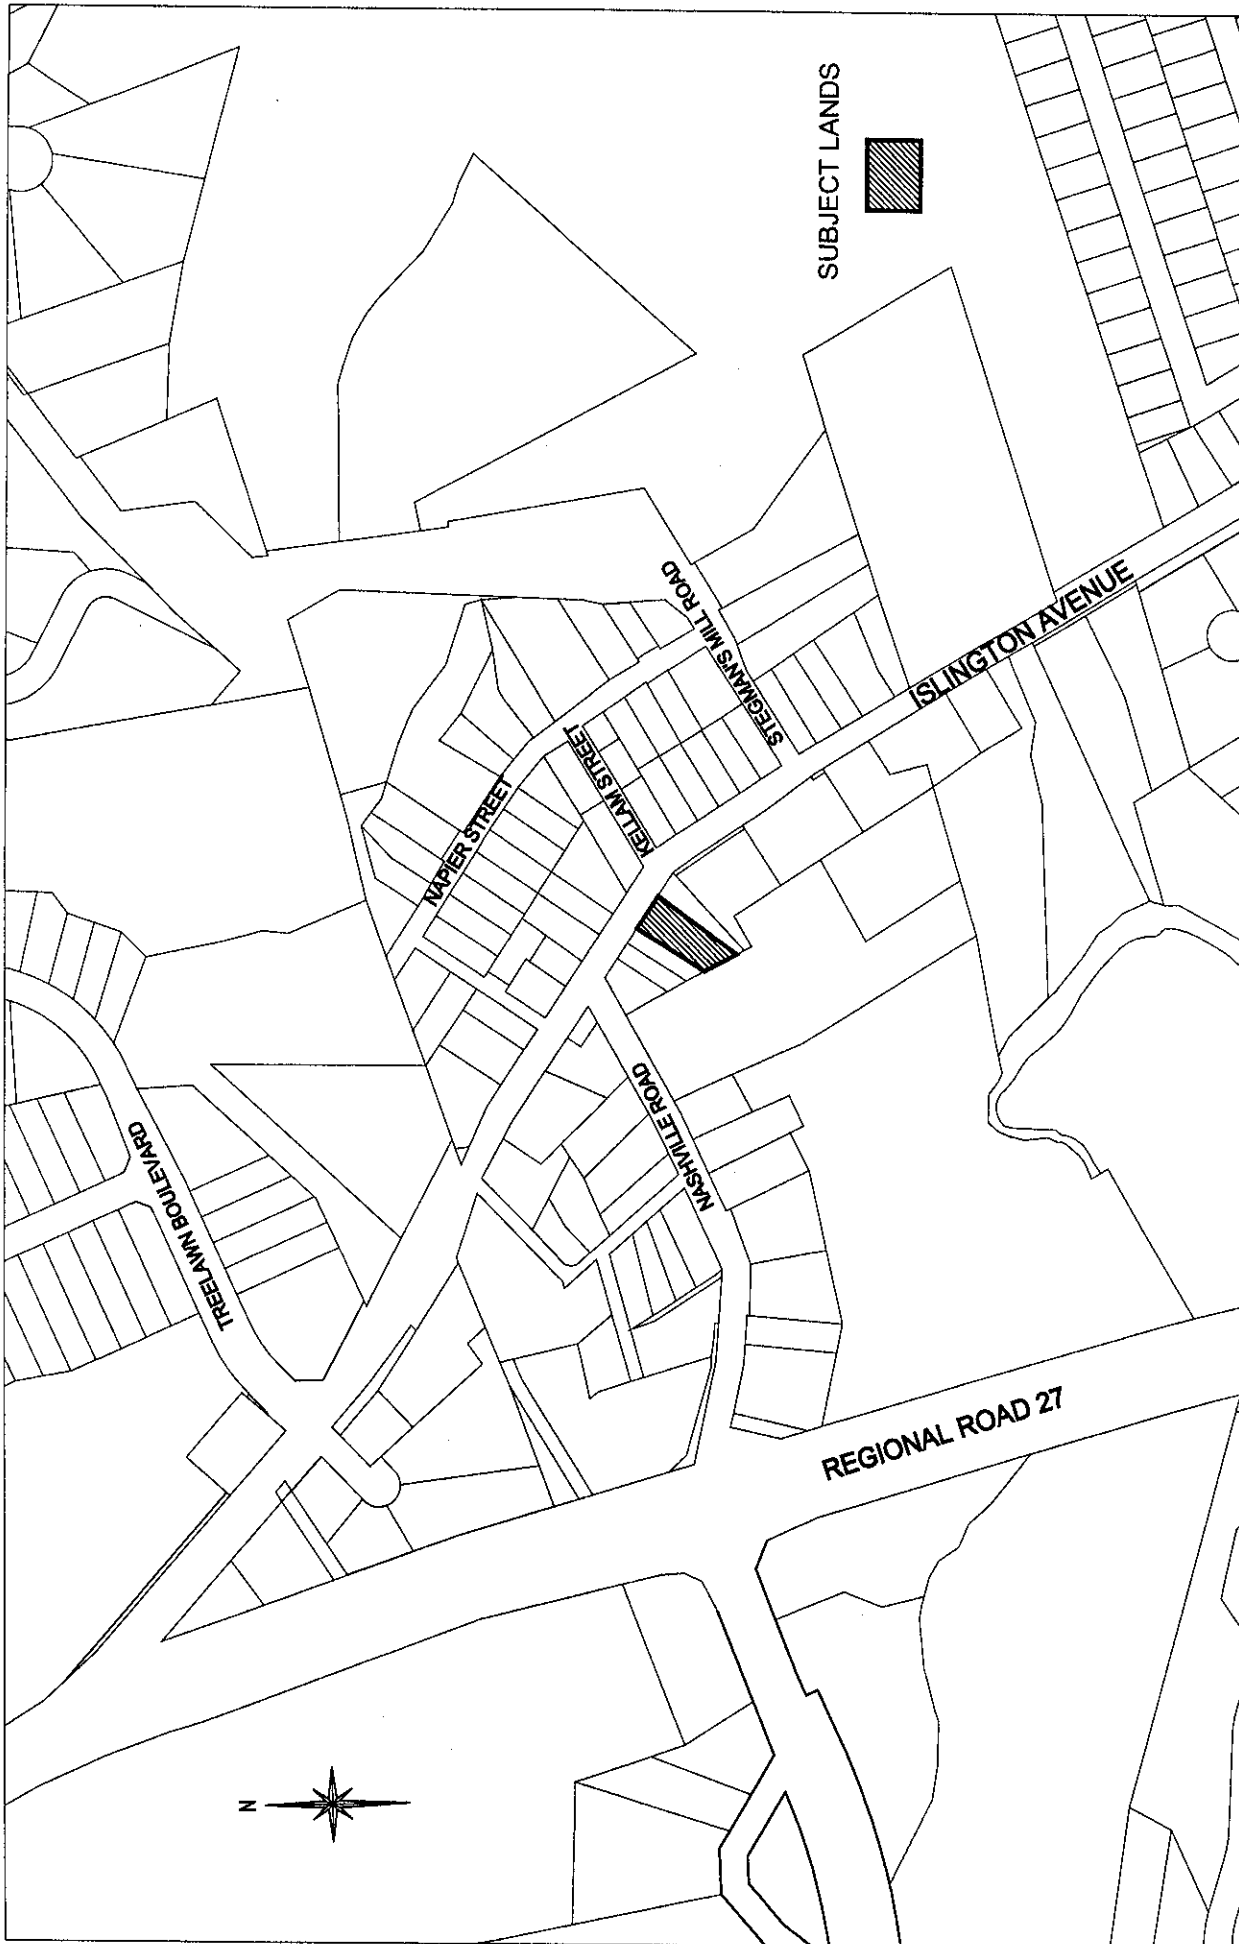 SUBJECT LANDS
NAPIER STREET
KELLAM STREET
STEGMAN'S MILL ROAD
ISLINGTON AVENUE
TREELAWN BOULEVARD
NASHVILLE ROAD
REGIONAL ROAD 27
N